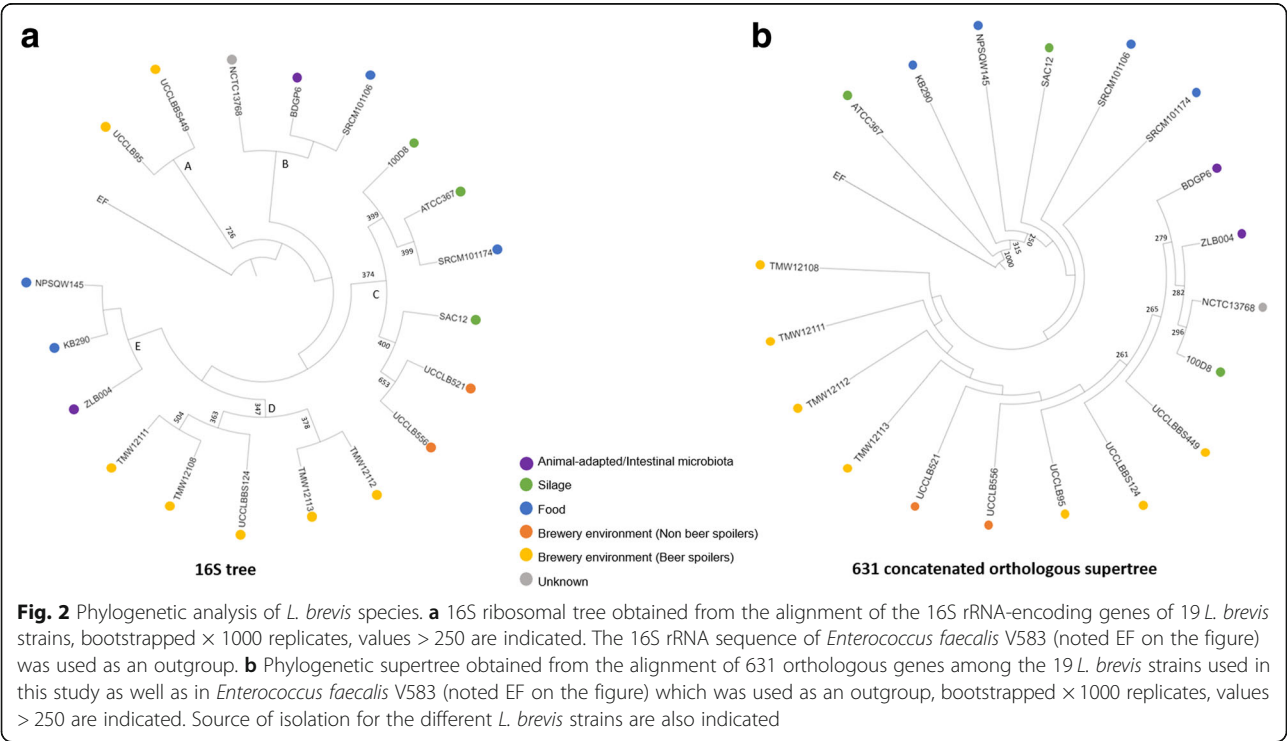 a
b
UCCLBBS449
NCTC13768
BDGP6
SRCM101106
UCCLB95
A
B
100D8
EF
726
399
ATCC367
399
SRCM101174
374
C
NPSQW145
SAC12
400
KB290
E
UCCLB521
653
ZLB004
D
347
UCCLB556
504
363
378
TMW12111
TMW12108
UCCLBBS124
TMW12113
TMW12112
16S tree
Animal-adapted/Intestinal microbiota
Silage
Food
Brewery environment (Non beer spoilers)
Brewery environment (Beer spoilers)
Unknown
NPSQW145
SAC12
SRCM101106
KB290
ATCC367
SRCM101174
EF
BDGP6
250
315
1000
279
ZLB004
TMW12108
282
NCTC13768
265
296
TMW12111
261
100D8
TMW12112
UCCLBBS449
TMW12113
UCCLB521
UCCLB556
UCCLB95
UCCLBBS124
631 concatenated orthologous supertree
Fig. 2 Phylogenetic analysis of L. brevis species. a 16S ribosomal tree obtained from the alignment of the 16S rRNA-encoding genes of 19 L. brevis
strains, bootstrapped × 1000 replicates, values > 250 are indicated. The 16S rRNA sequence of Enterococcus faecalis V583 (noted EF on the figure)
was used as an outgroup. b Phylogenetic supertree obtained from the alignment of 631 orthologous genes among the 19 L. brevis strains used in
this study as well as in Enterococcus faecalis V583 (noted EF on the figure) which was used as an outgroup, bootstrapped × 1000 replicates, values
> 250 are indicated. Source of isolation for the different L. brevis strains are also indicated